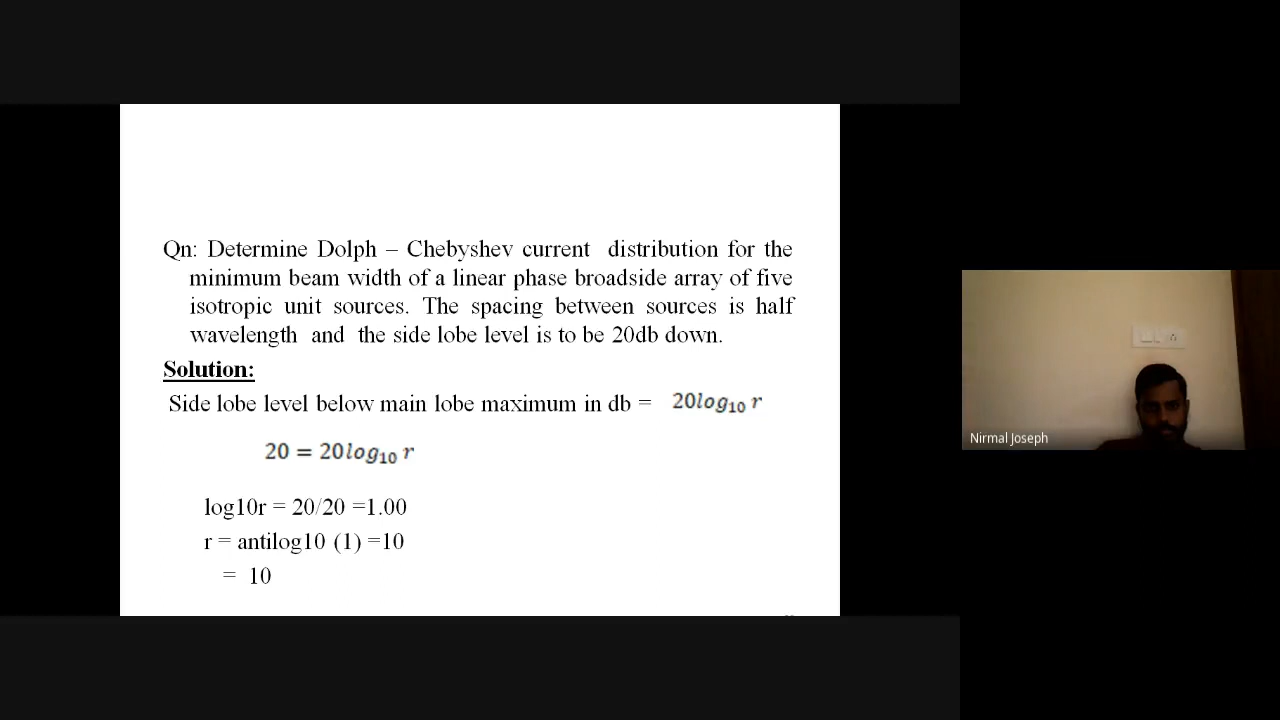 Qn: Determine Dolph – Chebyshev current distribution for the
minimum beam width of a linear phase broadside array of five
isotropic unit sources. The spacing between sources is half
wavelength and the side lobe level is to be 20db down.
Solution:
Side lobe level below main lobe maximum in db = 20log₁₀ r
20 = 20log₁₀ r
log10r = 20/20 =1.00
r = antilog10 (1) =10
= 10
Nirmal Joseph